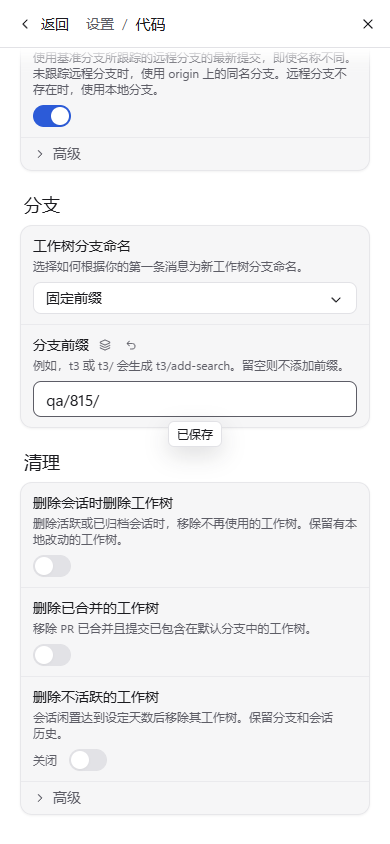 返回 设置 / 代码
使用基准分支所跟踪的远程分支的最新提交，即使名称不同。
未跟踪远程分支时，使用 origin 上的同名分支。远程分支不
存在时，使用本地分支。
高级
分支
工作树分支命名
选择如何根据你的第一条消息为新工作树分支命名。
固定前缀
分支前缀
例如，t3 或 t3/ 会生成 t3/add-search。留空则不添加前缀。
qa/815/
已保存
清理
删除会话时删除工作树
删除活跃或已归档会话时，移除不再使用的工作树。保留有本
地改动的工作树。
删除已合并的工作树
移除 PR 已合并且提交已包含在默认分支中的工作树。
删除不活跃的工作树
会话闲置达到设定天数后移除其工作树。保留分支和会话
历史。
关闭
高级